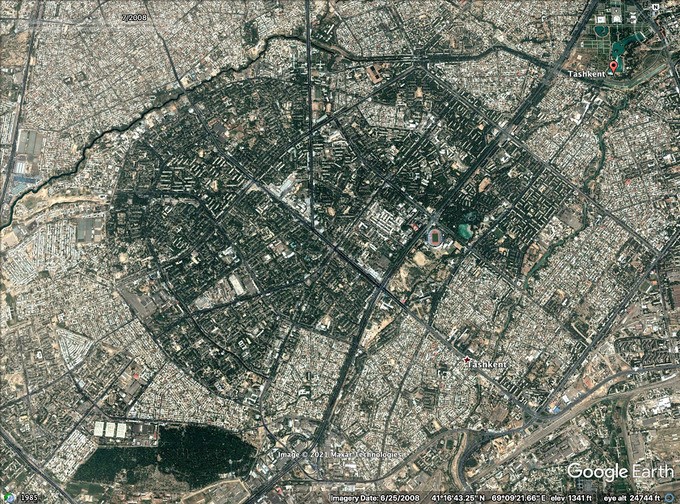 7/2008
N
Tashkent
Tashkent
Image © 2021 Maxar Technologies
Google Earth
1985
Imagery Date: 6/25/2008 41°16'43.25" N 69°09'21.66" E elev 1341 ft eye alt 24744 ft